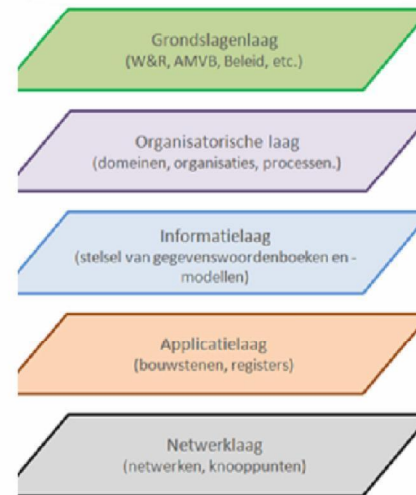 Grondslagenlaag
(W&R, AMVB, Beleid, etc.)
Organisatorische laag
(domeinen, organisaties, processen.)
Informatielaag
(stelsel van gegevenswoordenboeken en -
modellen)
Applicatielaag
(bouwstenen, registers)
Netwerklaag
(netwerken, knooppunten)